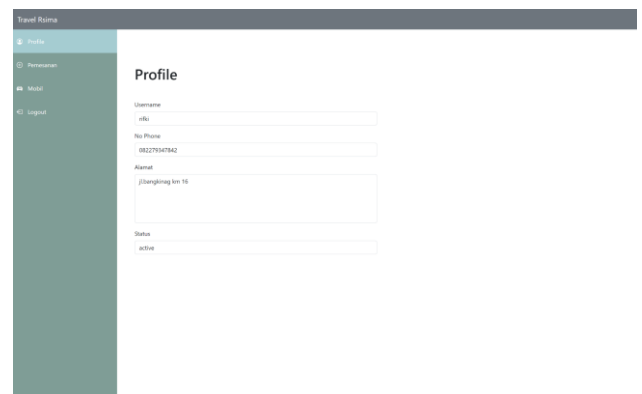 Travel Rsima
Profile
Pemesanan
Mobil
Logout
Profile
Username
rifki
No Phone
082279347842
Alamat
jl.bangkinag km 16
Status
active